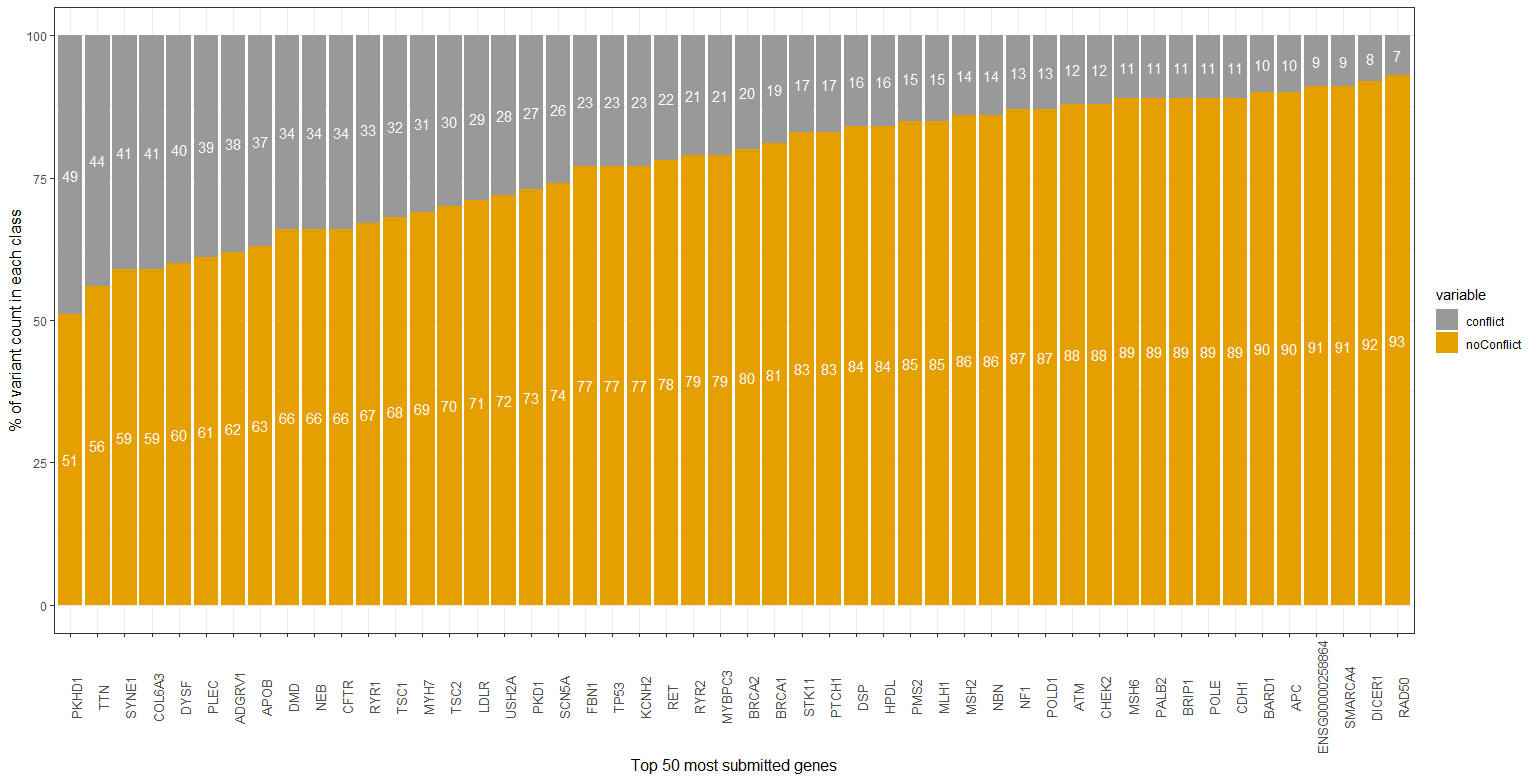 100
75
50
25
0
% of variant count in each class
49 44 41 41 40 39 38 37 34 34 34 33 32 31 30 29 28 27 26 23 23 23 22 21 21 20 19 17 17 16 16 15 15 14 14 13 13 12 12 11 11 11 11 11 10 10 9 9 8 7
51 56 59 59 60 61 62 63 66 66 66 67 68 69 70 71 72 73 74 77 77 77 78 79 79 80 81 83 83 84 84 85 85 86 86 87 87 88 88 89 89 89 89 89 90 90 91 91 92 93
PKHD1
TTN
SYNE1
COL6A3
DYSF
PLEC
ADGRV1
APOB
DMD
NEB
CFTR
RYR1
TSC1
MYH7
TSC2
LDLR
USH2A
PKD1
SCN5A
FBN1
TP53
KCNH2
RET
RYR2
MYBPC3
BRCA2
BRCA1
STK11
PTCH1
DSP
HPDL
PMS2
MLH1
MSH2
NBN
NF1
POLD1
ATM
CHEK2
MSH6
PALB2
BRIP1
POLE
CDH1
BARD1
APC
ENSG00000258864
SMARCA4
DICER1
RAD50
Top 50 most submitted genes
variable
conflict
noConflict